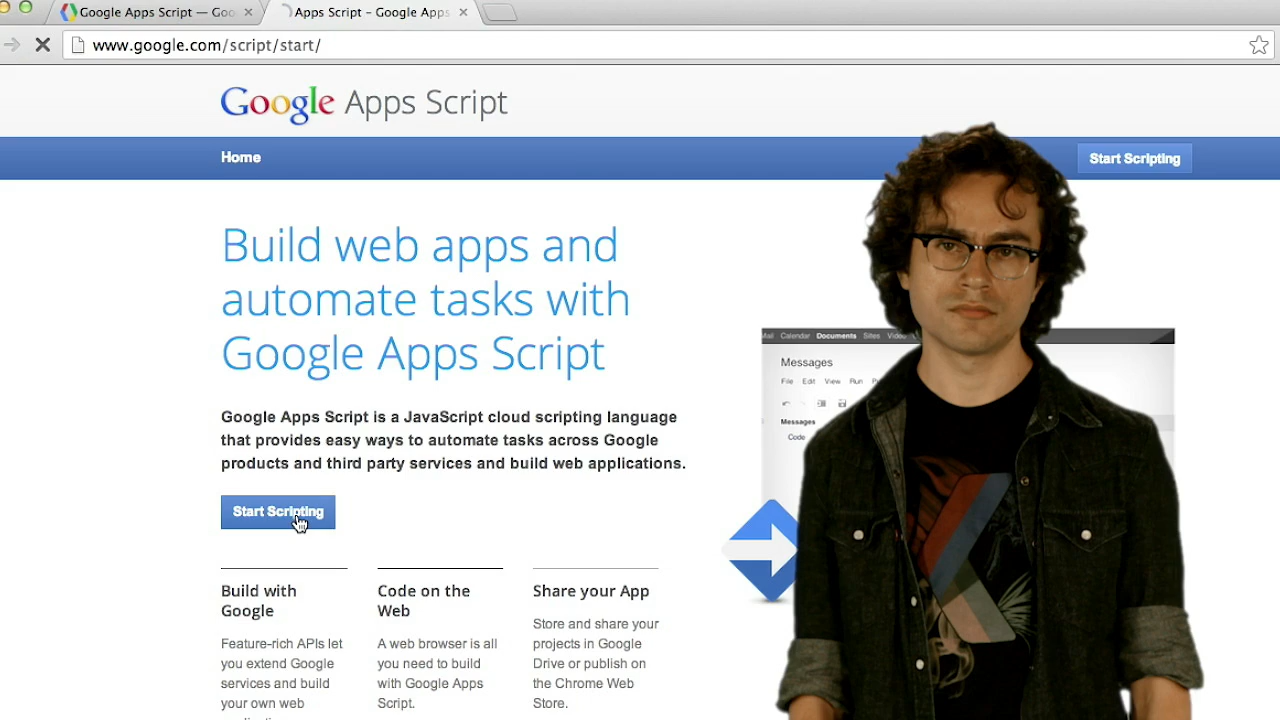 Google Apps Script — Goo
Apps Script - Google Apps
www.google.com/script/start/
Google Apps Script
Home
Start Scripting
Build web apps and
automate tasks with
Google Apps Script
Google Apps Script is a JavaScript cloud scripting language
that provides easy ways to automate tasks across Google
products and third party services and build web applications.
Start Scripting
Build with
Google
Feature-rich APIs let
you extend Google
services and build
your own web
Code on the
Web
A web browser is all
you need to build
with Google Apps
Script.
Share your App
Store and share your
projects in Google
Drive or publish on
the Chrome Web
Store.
Mail Calendar Documents Sites Video
Messages
File Edit View Run
Messages
Code